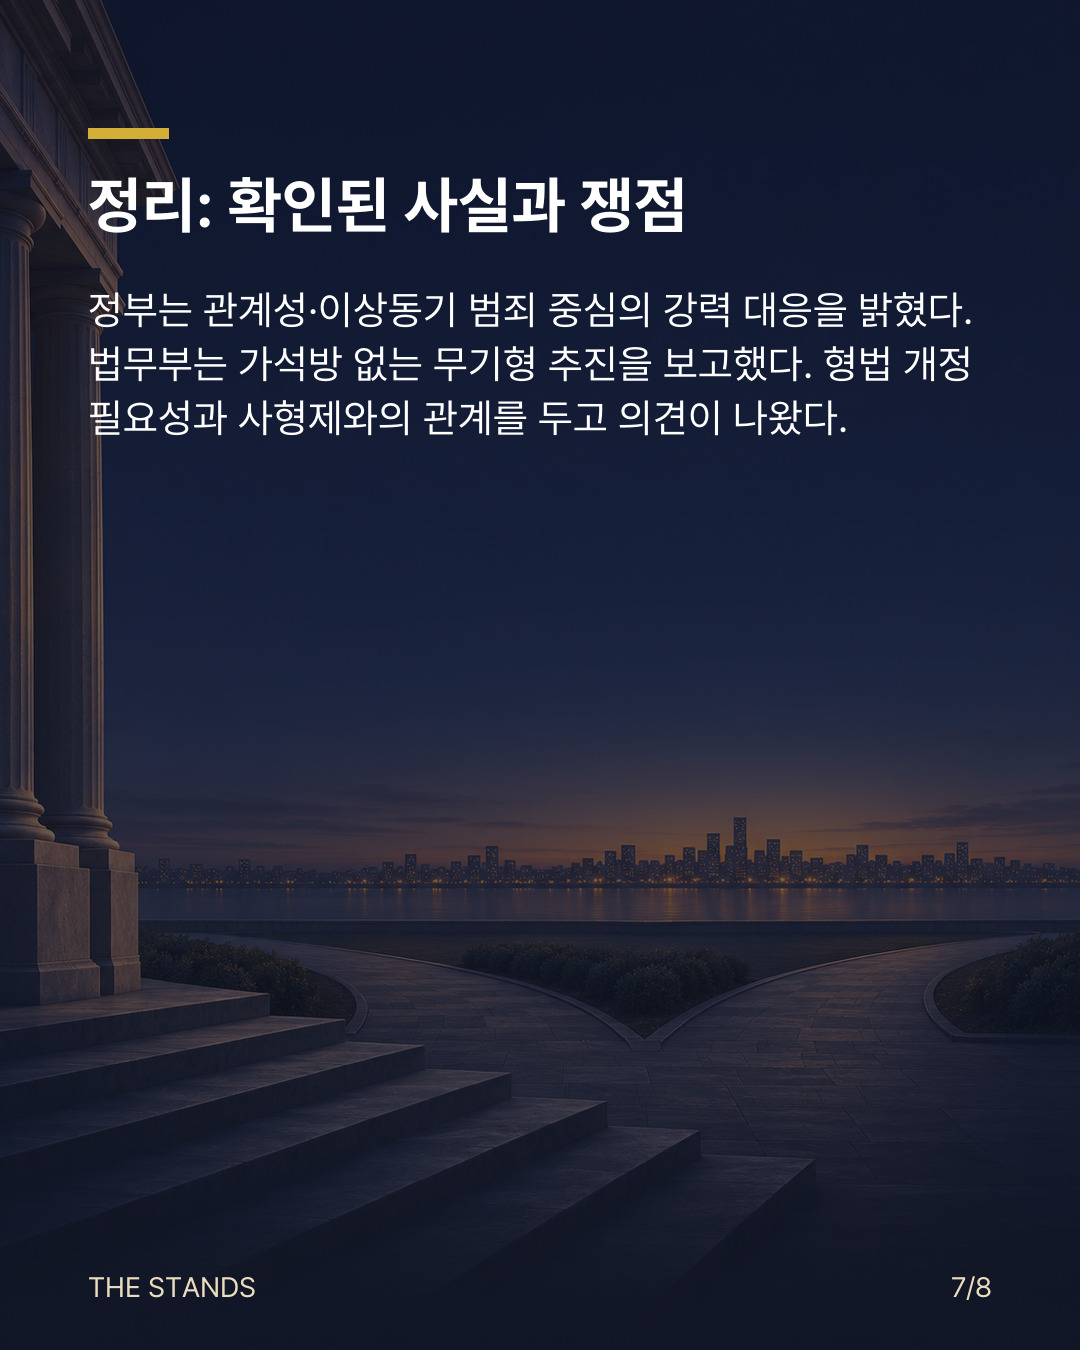 정리: 확인된 사실과 쟁점
정부는 관계성·이상동기 범죄 중심의 강력 대응을 밝혔다.
법무부는 가석방 없는 무기형 추진을 보고했다. 형법 개정
필요성과 사형제와의 관계를 두고 의견이 나왔다.
THE STANDS
7/8